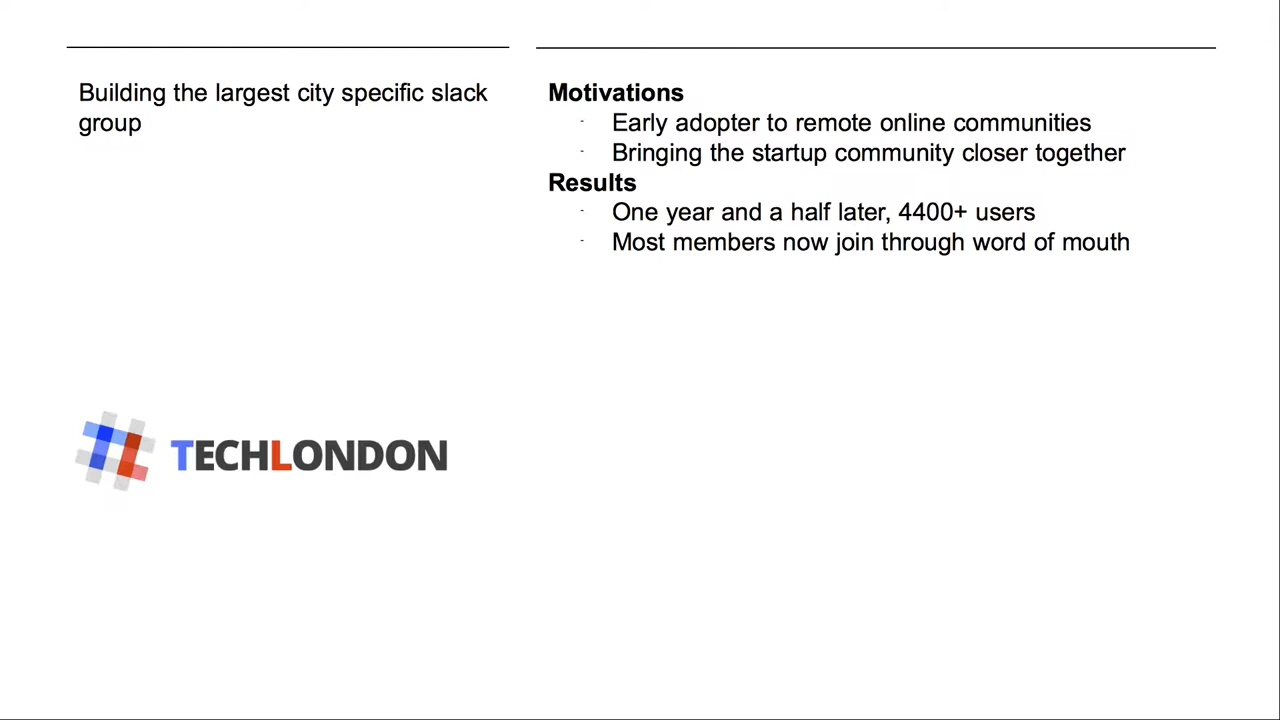 Building the largest city specific slack
group
Motivations
- Early adopter to remote online communities
- Bringing the startup community closer together
Results
- One year and a half later, 4400+ users
- Most members now join through word of mouth
TECHLONDON